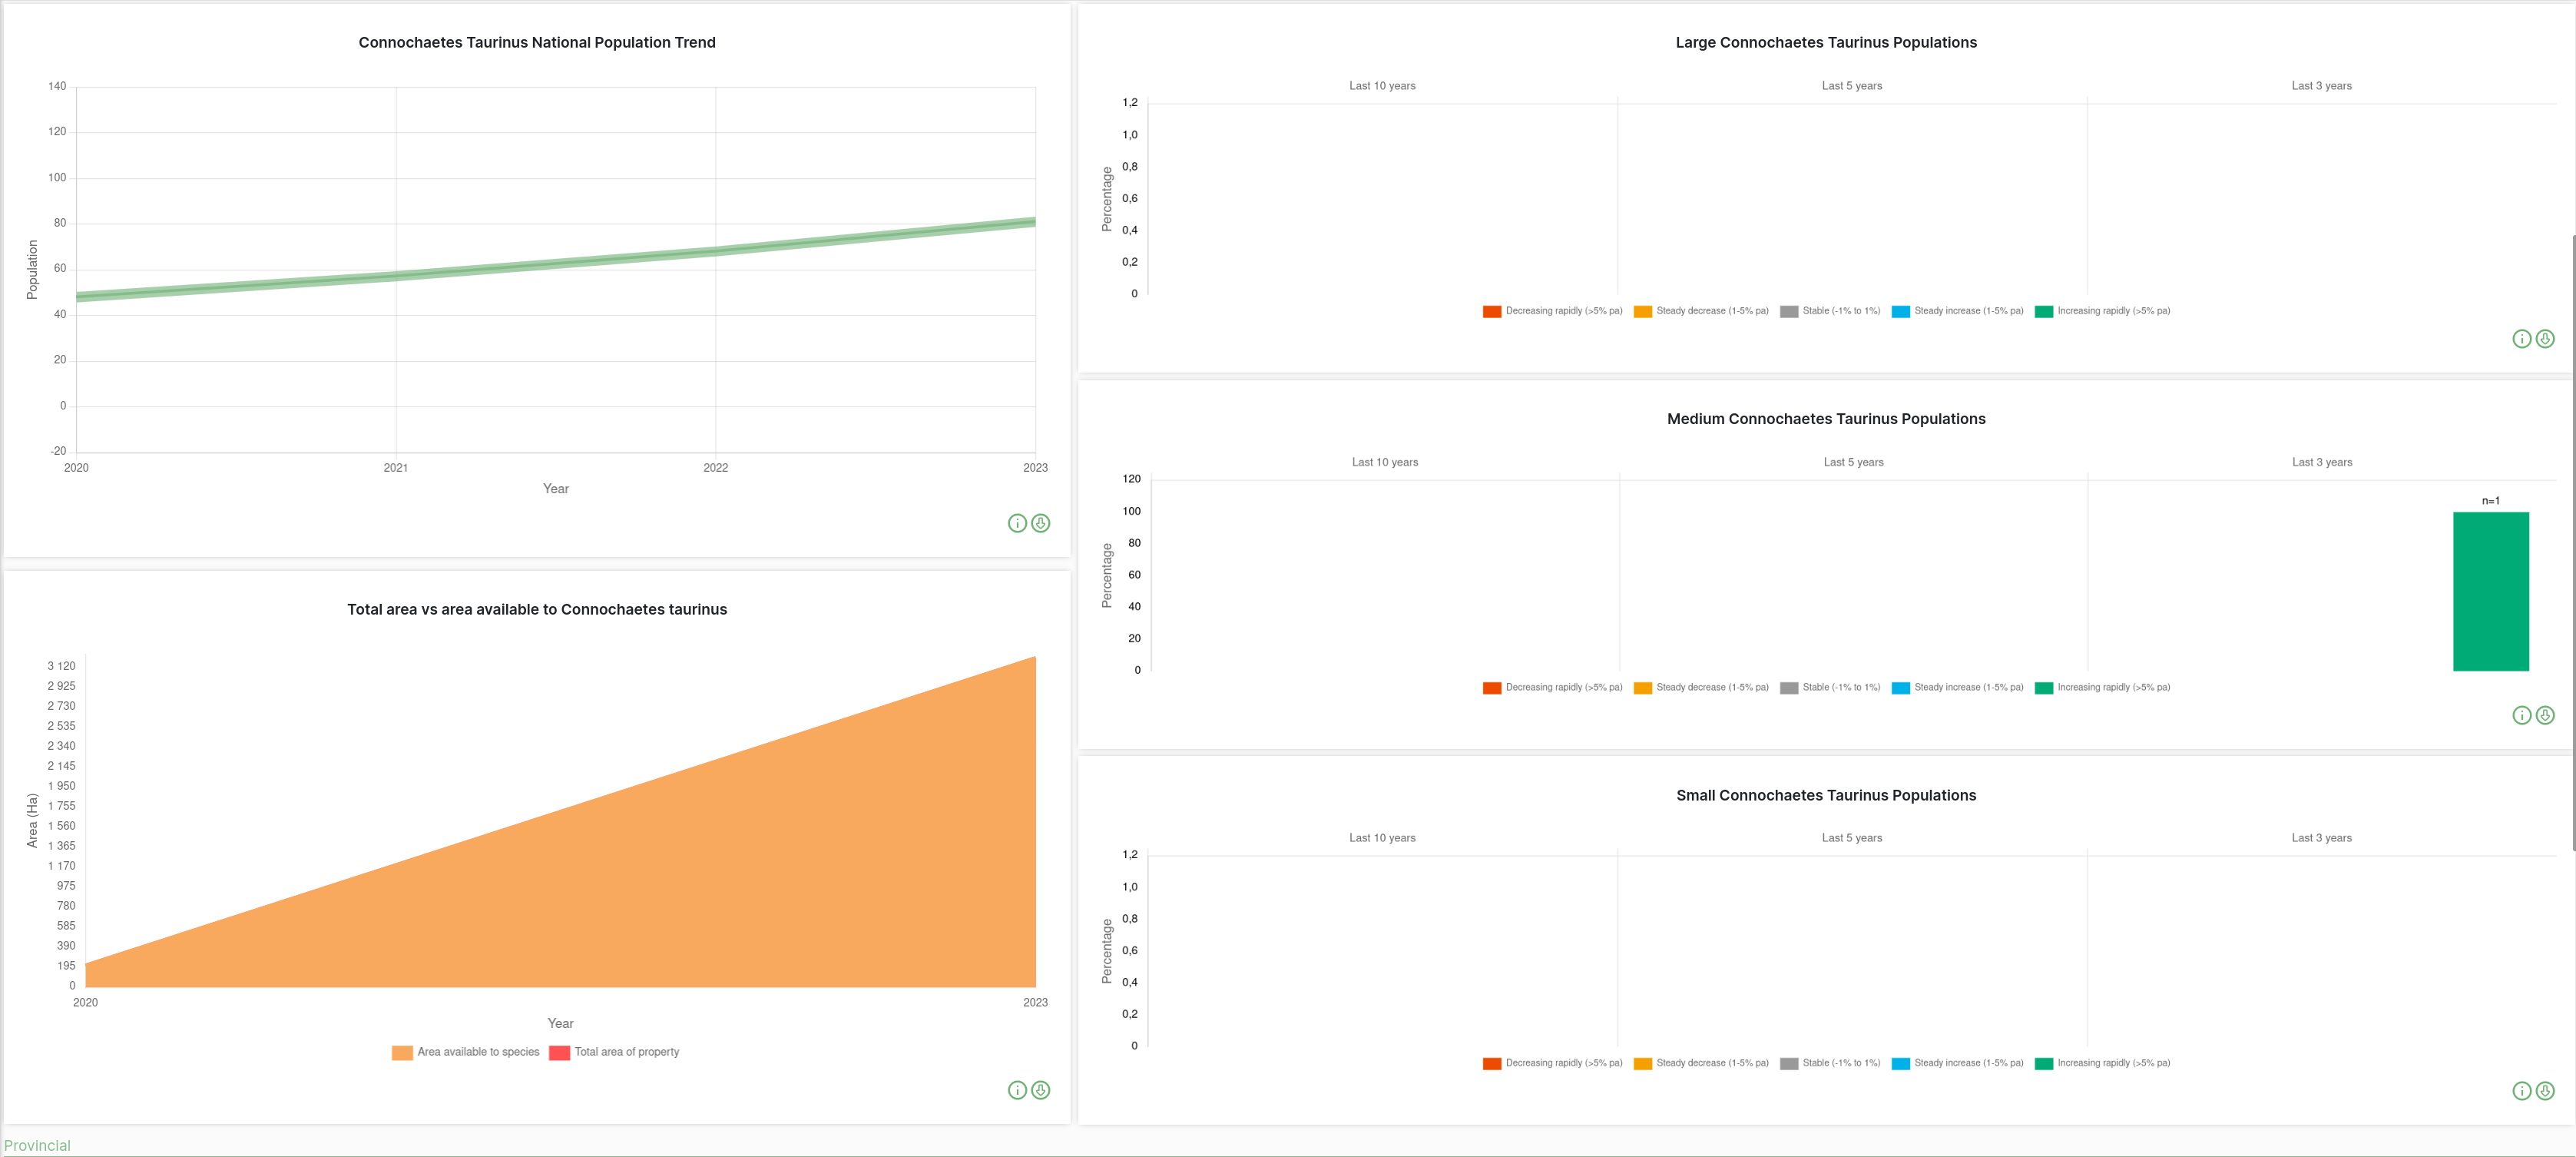 Connochaetes Taurinus National Population Trend
140
120
100
80
60
40
20
0
-20
Population
2020 2021 2022 2023
Year
Total area vs area available to Connochaetes taurinus
3 120
2 925
2 730
2 535
2 340
2 145
1 950
1 755
1 560
1 365
1 170
975
780
585
390
195
0
Area (Ha)
2020 2023
Year
Area available to species Total area of property
Large Connochaetes Taurinus Populations
Last 10 years Last 5 years Last 3 years
1,2
1,0
0,8
0,6
0,4
0,2
0
Percentage
Decreasing rapidly (>5% pa) Steady decrease (1-5% pa) Stable (-1% to 1%) Steady increase (1-5% pa) Increasing rapidly (>5% pa)
Medium Connochaetes Taurinus Populations
Last 10 years Last 5 years Last 3 years
120
100
80
60
40
20
0
Percentage
n=1
Decreasing rapidly (>5% pa) Steady decrease (1-5% pa) Stable (-1% to 1%) Steady increase (1-5% pa) Increasing rapidly (>5% pa)
Small Connochaetes Taurinus Populations
Last 10 years Last 5 years Last 3 years
1,2
1,0
0,8
0,6
0,4
0,2
0
Percentage
Decreasing rapidly (>5% pa) Steady decrease (1-5% pa) Stable (-1% to 1%) Steady increase (1-5% pa) Increasing rapidly (>5% pa)
Provincial